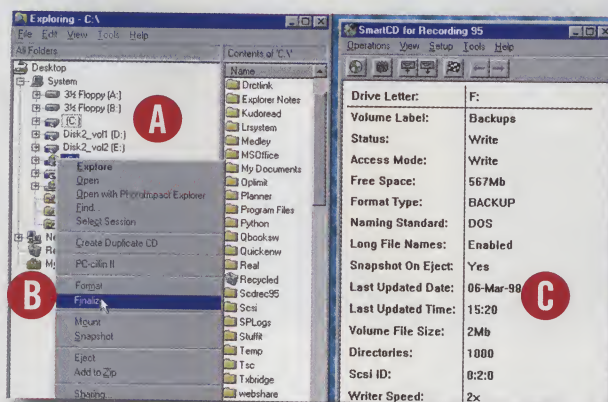 Exploring - C:\
File Edit View Tools Help
All Folders
Contents of 'C:\'
Desktop
System
3½ Floppy (A:)
3½ Floppy (B:)
(C:)
Disk2_vol1 (D:)
Disk2_vol2 (E:)
A
B
Explore
Open
Open with PhotoImpact Explorer
Find...
Select Session
Create Duplicate CD
PC-cillin II
Format
Finalize
Mount
Snapshot
Eject
Add to Zip
Sharing
Name
Drctlink
Explorer Notes
Kudoread
Lrsystem
Medley
MSOffice
My Documents
Oplimit
Planner
Program Files
Python
Qbooksw
Quickenw
Real
Recycled
Scdrec95
Scsi
SPLogs
Stuffit
Temp
Tsc
Txbridge
webshare
SmartCD for Recording 95
Operations View Setup Tools Help
Drive Letter: F:
Volume Label: Backups
Status: Write
Access Mode: Write
Free Space: 567Mb
Format Type: BACKUP
Naming Standard: DOS
Long File Names: Enabled
Snapshot On Eject: Yes
Last Updated Date: 06-Mar-98
Last Updated Time: 15:20
Volume File Size: 2Mb
Directories: 1000
Scsi ID: 0:2:0
Writer Speed: 2x
C